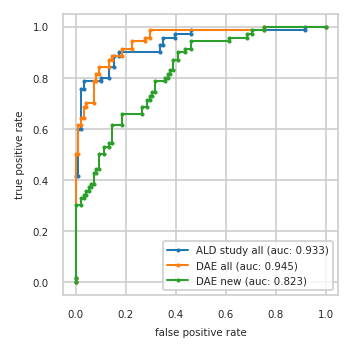 true positive rate
1.0
0.8
0.6
0.4
0.2
0.0
ALD study all (auc: 0.933)
DAE all (auc: 0.945)
DAE new (auc: 0.823)
0.0 0.2 0.4 0.6 0.8 1.0
false positive rate